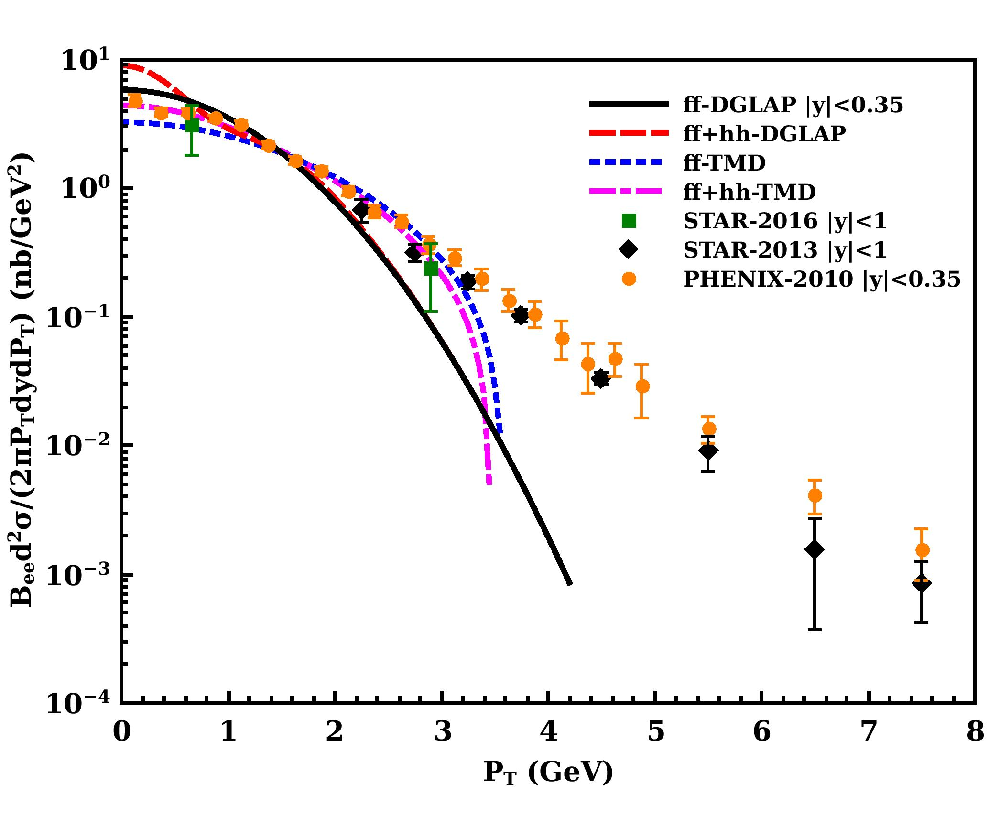 10¹
10⁰
10⁻¹
10⁻²
10⁻³
10⁻⁴
B_ee d²σ/(2πP_T dydP_T) (nb/GeV²)
ff-DGLAP |y|<0.35
ff+hh-DGLAP
ff-TMD
ff+hh-TMD
STAR-2016 |y|<1
STAR-2013 |y|<1
PHENIX-2010 |y|<0.35
0 1 2 3 4 5 6 7 8
P_T (GeV)